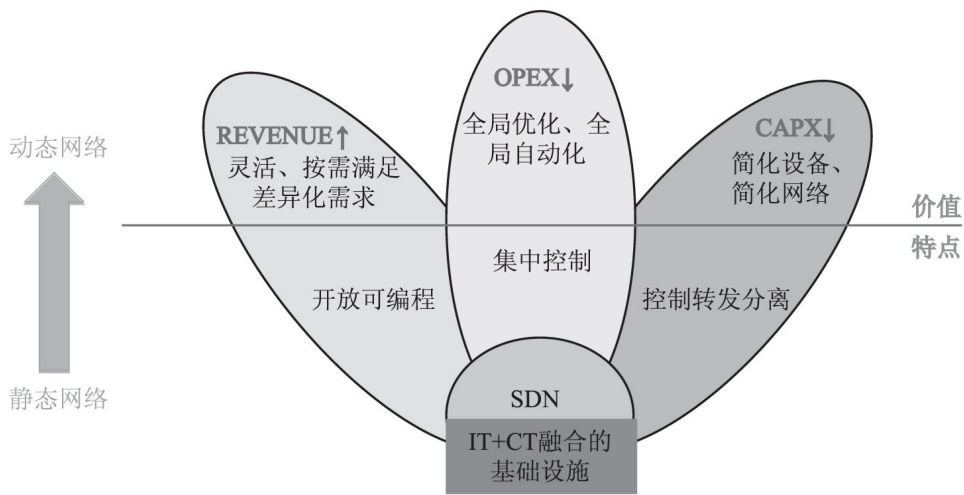 OPEX↓
全局优化、全
局自动化
REVENUE↑
灵活、按需满足
差异化需求
CAPX↓
简化设备、
简化网络
动态网络
价值
特点
集中控制
开放可编程
控制转发分离
静态网络
SDN
IT+CT融合的
基础设施